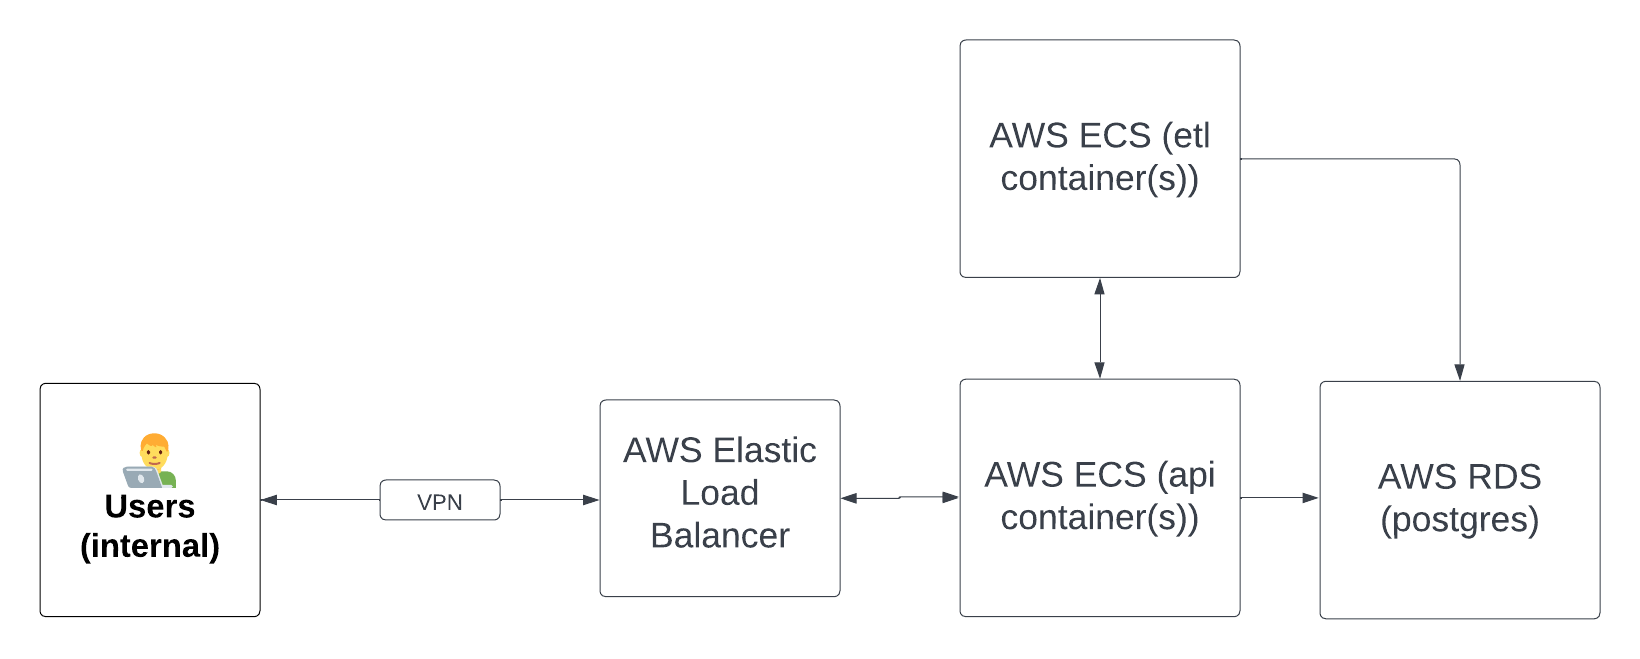 AWS ECS (etl
container(s))
Users
(internal)
VPN
AWS Elastic
Load
Balancer
AWS ECS (api
container(s))
AWS RDS
(postgres)